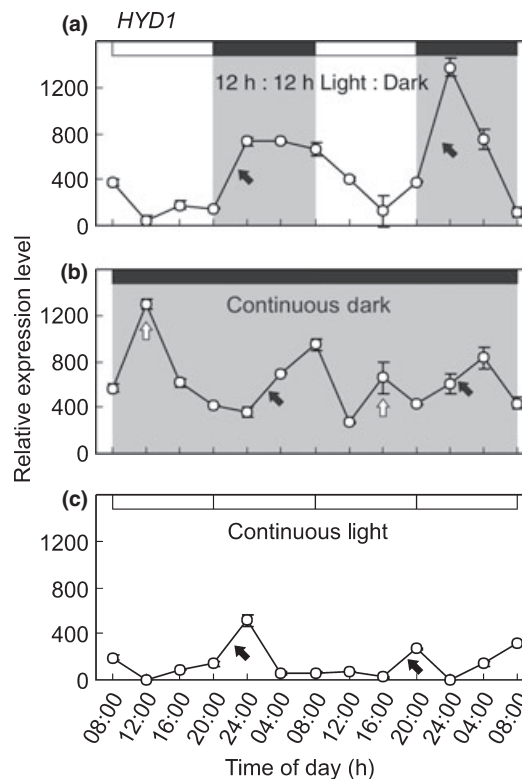 HYD1
(a)
12 h : 12 h Light : Dark
1200
800
400
0
(b)
Continuous dark
1200
800
400
0
(c)
Continuous light
1200
800
400
0
Relative expression level
08:00 12:00 16:00 20:00 24:00 04:00 08:00 12:00 16:00 20:00 24:00 04:00 08:00
Time of day (h)